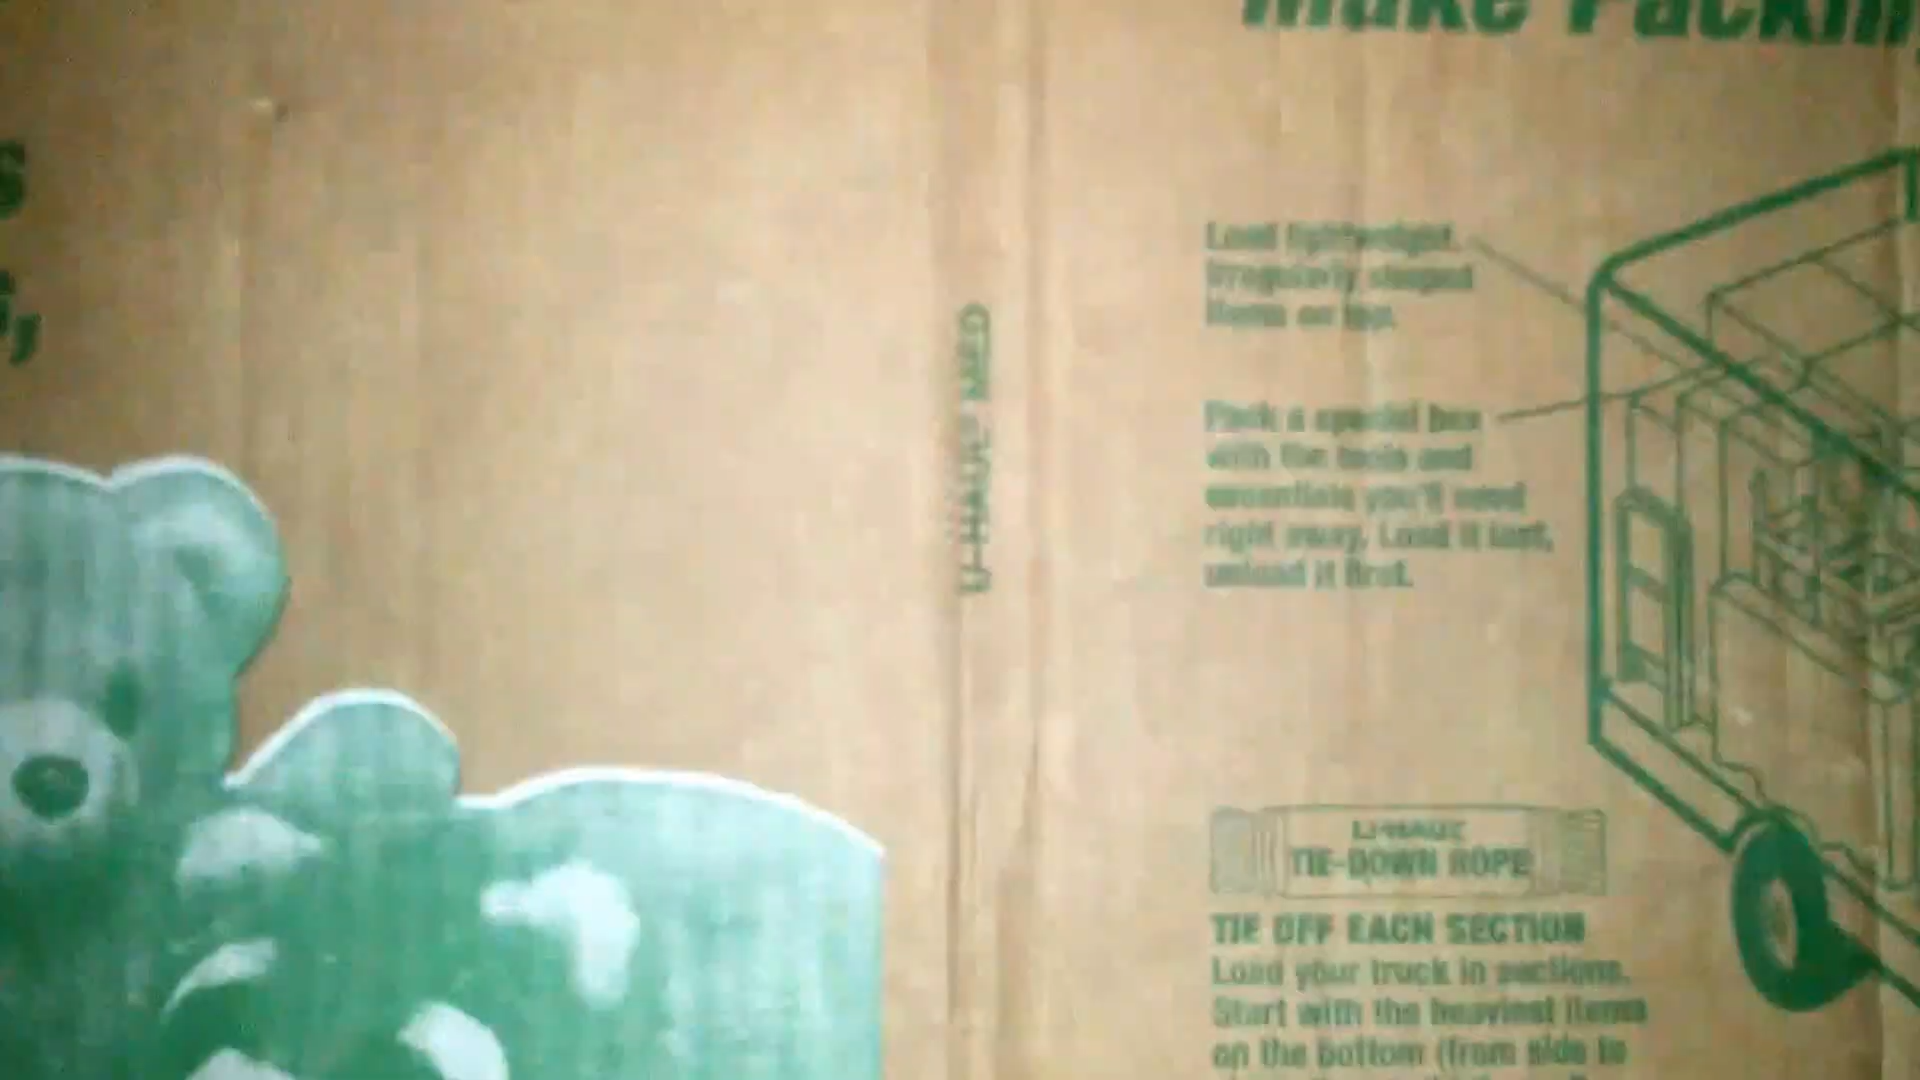 Make Packin
s
s,
U-HAUL® MED
Load lightweight,
irregularly shaped
items on top.
Pack a special box
with the tools and
essentials you'll need
right away. Load it last,
unload it first.
U-HAUL
TIE-DOWN ROPE
TIE OFF EACH SECTION
Load your truck in sections.
Start with the heaviest items
on the bottom (from side to